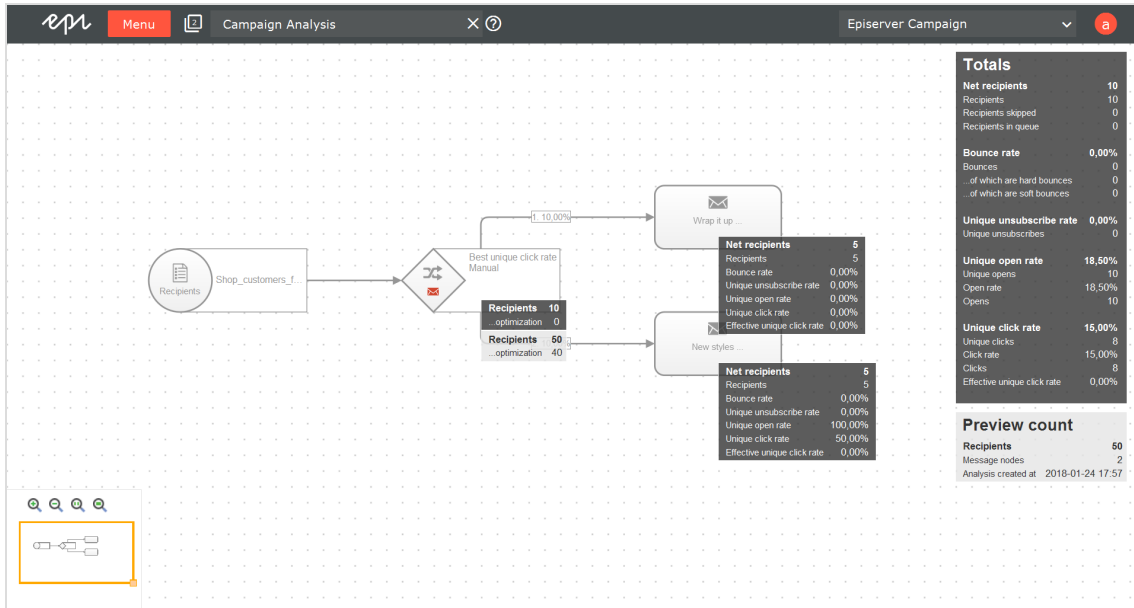 epi Menu 2 Campaign Analysis ? Episerver Campaign a
Totals
Net recipients 10
Recipients 10
Recipients skipped 0
Recipients in queue 0
Bounce rate 0,00%
Bounces 0
...of which are hard bounces 0
...of which are soft bounces 0
Unique unsubscribe rate 0,00%
Unique unsubscribes 0
Unique open rate 18,50%
Unique opens 10
Open rate 18,50%
Opens 10
Unique click rate 15,00%
Unique clicks 8
Click rate 15,00%
Clicks 8
Effective unique click rate 0,00%
Preview count
Recipients 50
Message nodes 2
Analysis created at 2018-01-24 17:57
Recipients
Shop_customers_f...
Best unique click rate
Manual
Recipients 10
...optimization 0
Recipients 50
...optimization 40
1. 10,00%
Wrap it up ...
Net recipients 5
Recipients 5
Bounce rate 0,00%
Unique unsubscribe rate 0,00%
Unique open rate 0,00%
Unique click rate 0,00%
Effective unique click rate 0,00%
New styles ...
Net recipients 5
Recipients 5
Bounce rate 0,00%
Unique unsubscribe rate 0,00%
Unique open rate 100,00%
Unique click rate 50,00%
Effective unique click rate 0,00%